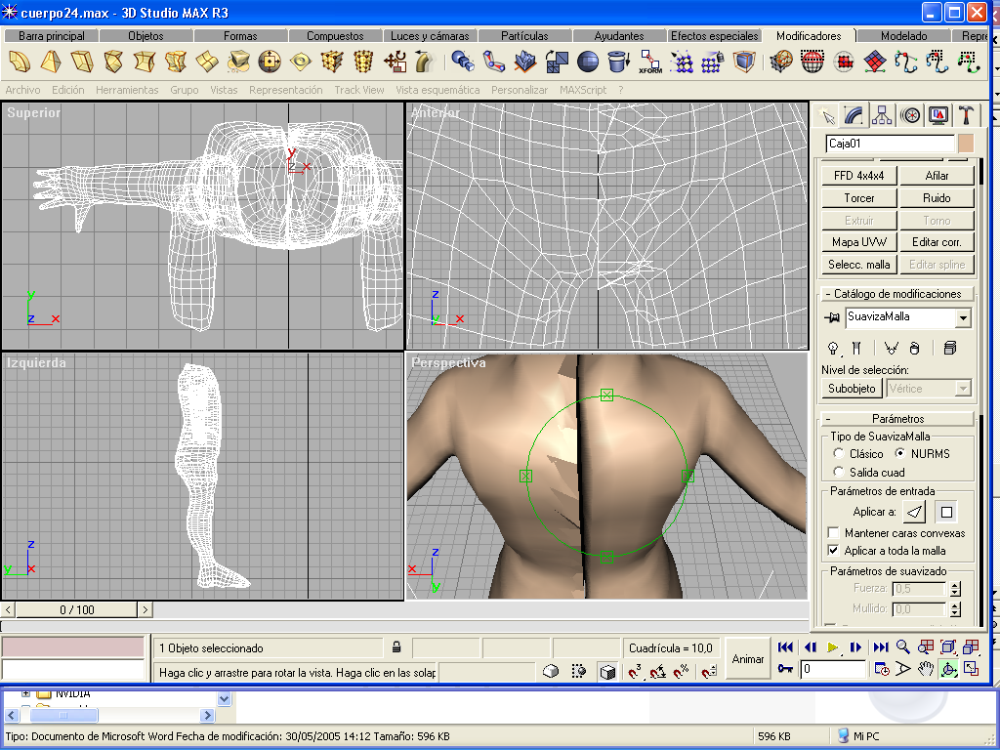 cuerpo24.max - 3D Studio MAX R3
Barra principal Objetos Formas Compuestos Luces y cámaras Partículas Ayudantes Efectos especiales Modificadores Modelado
XFORM
Archivo Edición Herramientas Grupo Vistas Representación Track View Vista esquemática Personalizar MAXScript ?
Superior
y
z x
y
z x
Anterior
z
y x
Izquierda
z
y x
Perspectiva
z
x
y
Caja01
FFD 4x4x4 Afilar
Torcer Ruido
Extruir Torno
Mapa UVW Editar corr.
Selecc. malla Editar spline
- Catálogo de modificaciones
SuavizaMalla
Nivel de selección:
Subobjeto Vértice
- Parámetros
Tipo de SuavizaMalla
Clásico NURMS
Salida cuad
Parámetros de entrada
Aplicar a:
Mantener caras convexas
Aplicar a toda la malla
Parámetros de suavizado
Fuerza: 0,5
Mullido: 0,0
< 0 / 100 >
1 Objeto seleccionado
Cuadrícula = 10,0
Animar
Haga clic y arrastre para rotar la vista. Haga clic en las solap
0
NVIDIA
Tipo: Documento de Microsoft Word Fecha de modificación: 30/05/2005 14:12 Tamaño: 596 KB
596 KB
Mi PC